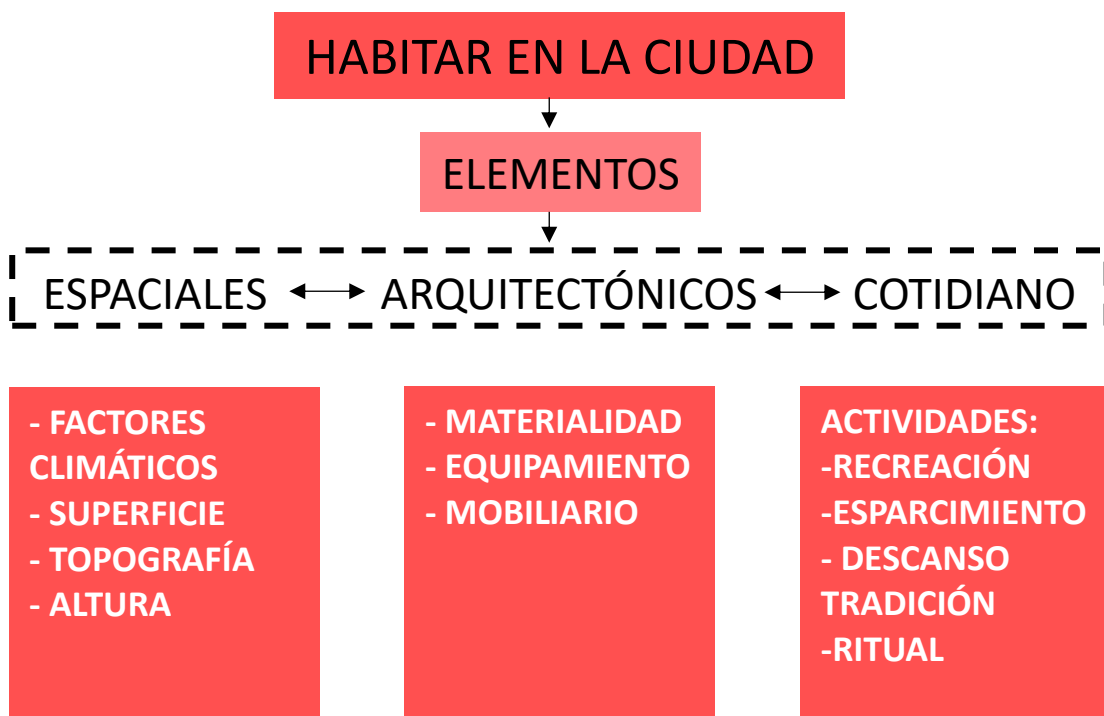 HABITAR EN LA CIUDAD
ELEMENTOS
ESPACIALES ARQUITECTÓNICOS COTIDIANO
- FACTORES
CLIMÁTICOS
- SUPERFICIE
- TOPOGRAFÍA
- ALTURA
- MATERIALIDAD
- EQUIPAMIENTO
- MOBILIARIO
ACTIVIDADES:
-RECREACIÓN
-ESPARCIMIENTO
- DESCANSO
TRADICIÓN
-RITUAL